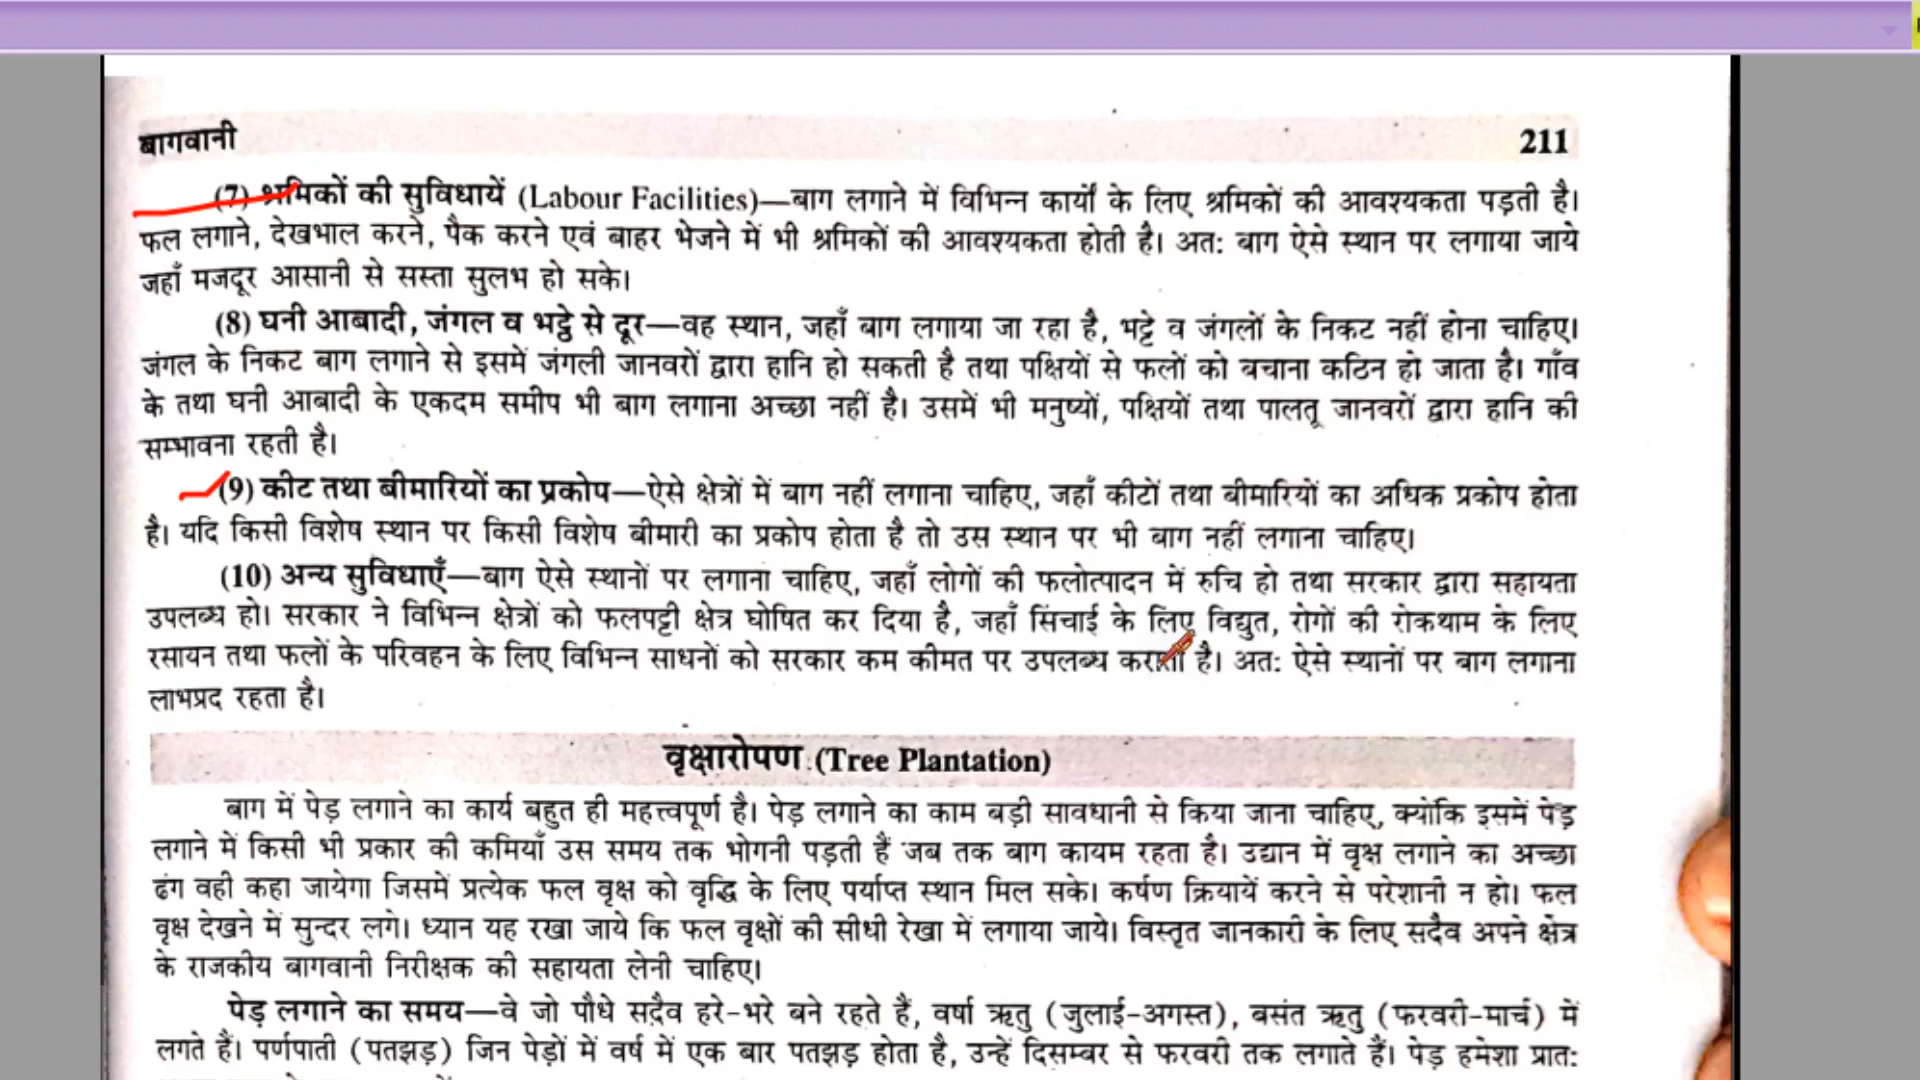 बागवानी 211
(7) श्रमिकों की सुविधायें (Labour Facilities)—बाग लगाने में विभिन्न कार्यों के लिए श्रमिकों की आवश्यकता पड़ती है।
फल लगाने, देखभाल करने, पैक करने एवं बाहर भेजने में भी श्रमिकों की आवश्यकता होती है। अत: बाग ऐसे स्थान पर लगाया जाये
जहाँ मजदूर आसानी से सस्ता सुलभ हो सके।
(8) घनी आबादी, जंगल व भट्ठे से दूर—वह स्थान, जहाँ बाग लगाया जा रहा है, भट्टे व जंगलों के निकट नहीं होना चाहिए।
जंगल के निकट बाग लगाने से इसमें जंगली जानवरों द्वारा हानि हो सकती है तथा पक्षियों से फलों को बचाना कठिन हो जाता है। गाँव
के तथा घनी आबादी के एकदम समीप भी बाग लगाना अच्छा नहीं है। उसमें भी मनुष्यों, पक्षियों तथा पालतू जानवरों द्वारा हानि की
सम्भावना रहती है।
(9) कीट तथा बीमारियों का प्रकोप—ऐसे क्षेत्रों में बाग नहीं लगाना चाहिए, जहाँ कीटों तथा बीमारियों का अधिक प्रकोप होता
है। यदि किसी विशेष स्थान पर किसी विशेष बीमारी का प्रकोप होता है तो उस स्थान पर भी बाग नहीं लगाना चाहिए।
(10) अन्य सुविधाएँ—बाग ऐसे स्थानों पर लगाना चाहिए, जहाँ लोगों की फलोत्पादन में रुचि हो तथा सरकार द्वारा सहायता
उपलब्ध हो। सरकार ने विभिन्न क्षेत्रों को फलपट्टी क्षेत्र घोषित कर दिया है, जहाँ सिंचाई के लिए विद्युत, रोगों की रोकथाम के लिए
रसायन तथा फलों के परिवहन के लिए विभिन्न साधनों को सरकार कम कीमत पर उपलब्ध कराती है। अत: ऐसे स्थानों पर बाग लगाना
लाभप्रद रहता है।
वृक्षारोपण (Tree Plantation)
बाग में पेड़ लगाने का कार्य बहुत ही महत्त्वपूर्ण है। पेड़ लगाने का काम बड़ी सावधानी से किया जाना चाहिए, क्योंकि इसमें पेड़
लगाने में किसी भी प्रकार की कमियाँ उस समय तक भोगनी पड़ती हैं जब तक बाग कायम रहता है। उद्यान में वृक्ष लगाने का अच्छा
ढंग वही कहा जायेगा जिसमें प्रत्येक फल वृक्ष को वृद्धि के लिए पर्याप्त स्थान मिल सके। कर्षण क्रियायें करने से परेशानी न हो। फल
वृक्ष देखने में सुन्दर लगे। ध्यान यह रखा जाये कि फल वृक्षों की सीधी रेखा में लगाया जाये। विस्तृत जानकारी के लिए सदैव अपने क्षेत्र
के राजकीय बागवानी निरीक्षक की सहायता लेनी चाहिए।
पेड़ लगाने का समय—वे जो पौधे सदैव हरे-भरे बने रहते हैं, वर्षा ऋतु (जुलाई-अगस्त), बसंत ऋतु (फरवरी-मार्च) में
लगते हैं। पर्णपाती (पतझड़) जिन पेड़ों में वर्ष में एक बार पतझड़ होता है, उन्हें दिसम्बर से फरवरी तक लगाते हैं। पेड़ हमेशा प्रात: